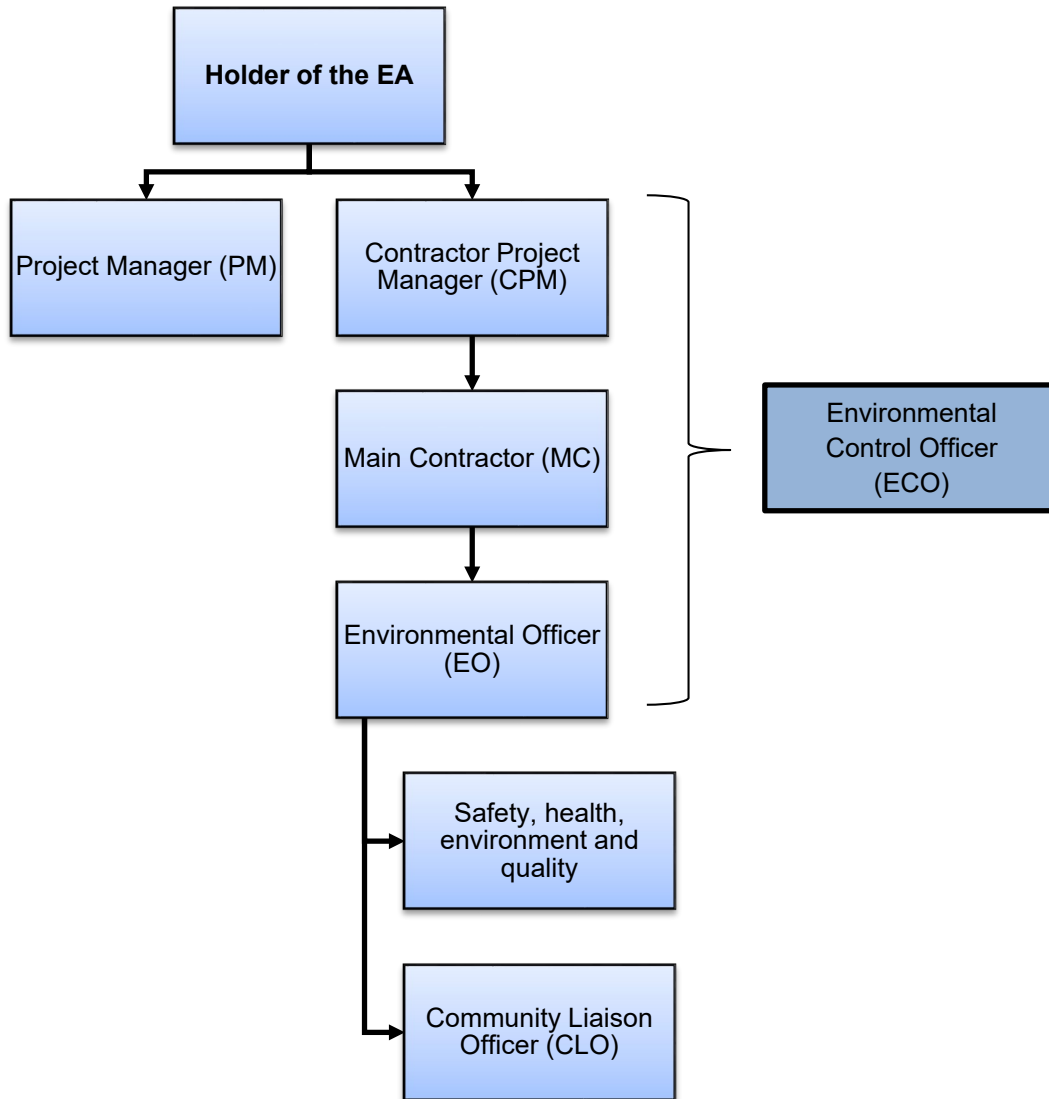 Holder of the EA
Project Manager (PM)
Contractor Project
Manager (CPM)
Main Contractor (MC)
Environmental
Control Officer
(ECO)
Environmental Officer
(EO)
Safety, health,
environment and
quality
Community Liaison
Officer (CLO)